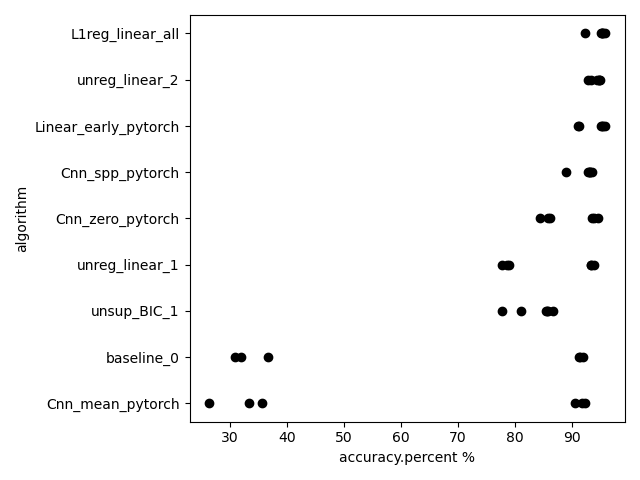 L1reg_linear_all
unreg_linear_2
Linear_early_pytorch
Cnn_spp_pytorch
Cnn_zero_pytorch
unreg_linear_1
unsup_BIC_1
baseline_0
Cnn_mean_pytorch
algorithm
30 40 50 60 70 80 90
accuracy.percent %